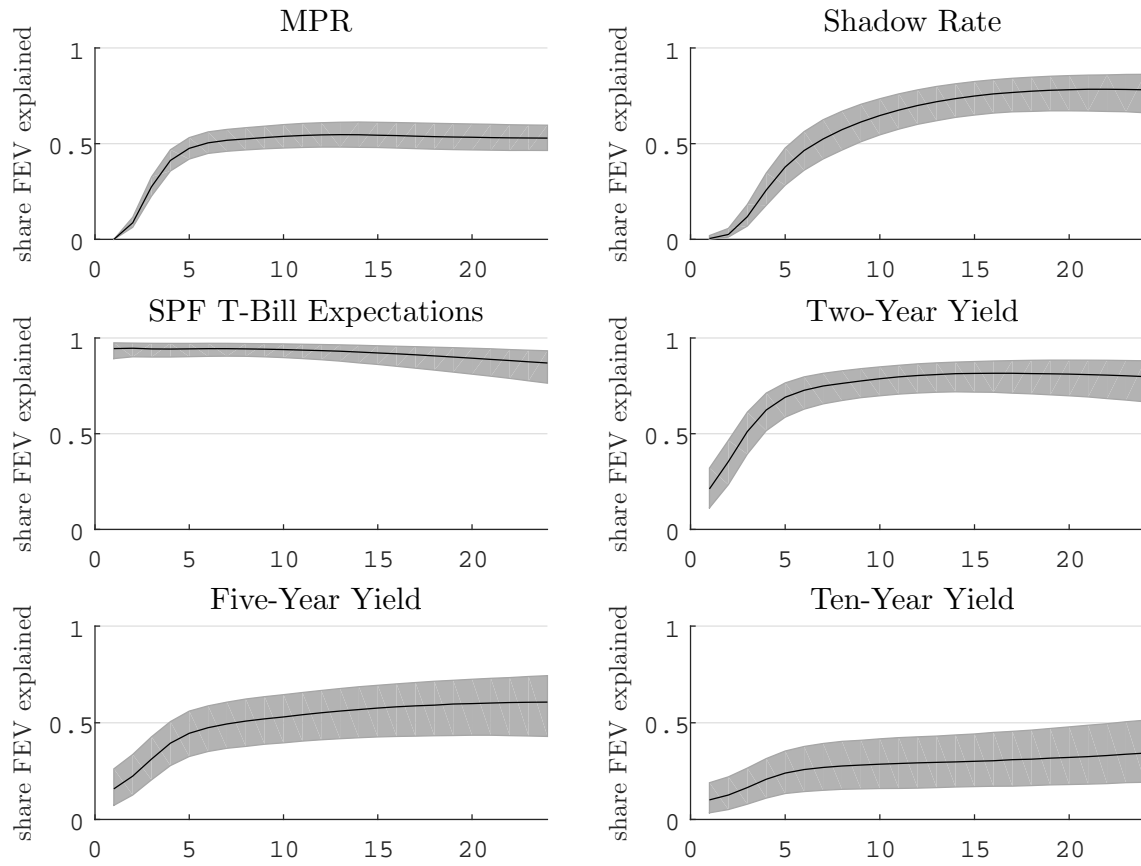 MPR
share FEV explained
1
0.5
0
0 5 10 15 20
Shadow Rate
share FEV explained
1
0.5
0
0 5 10 15 20
SPF T-Bill Expectations
share FEV explained
1
0.5
0
0 5 10 15 20
Two-Year Yield
share FEV explained
1
0.5
0
0 5 10 15 20
Five-Year Yield
share FEV explained
1
0.5
0
0 5 10 15 20
Ten-Year Yield
share FEV explained
1
0.5
0
0 5 10 15 20